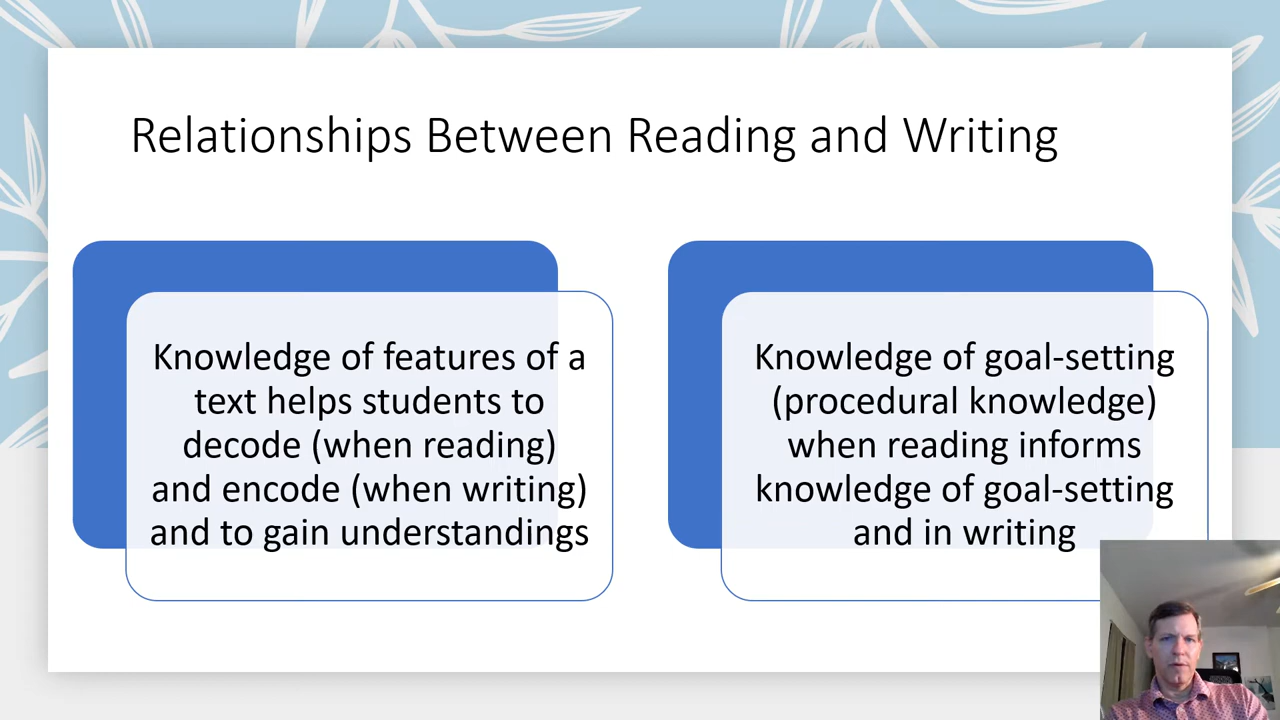 Relationships Between Reading and Writing
Knowledge of features of a
text helps students to
decode (when reading)
and encode (when writing)
and to gain understandings
Knowledge of goal-setting
(procedural knowledge)
when reading informs
knowledge of goal-setting
and in writing